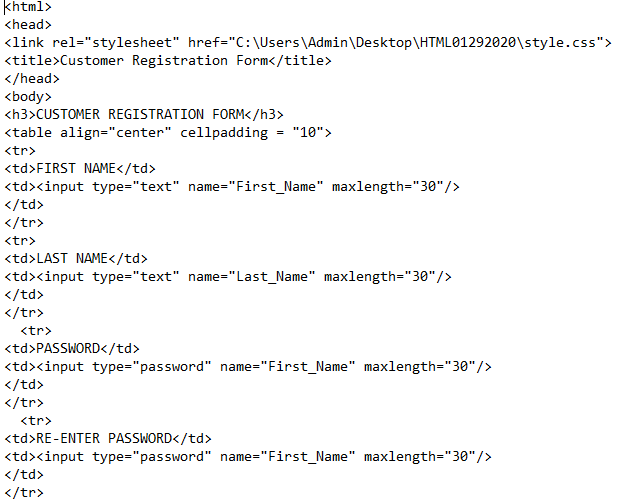 <html>
<head>
<link rel="stylesheet" href="C:\Users\Admin\Desktop\HTML01292020\style.css">
<title>Customer Registration Form</title>
</head>
<body>
<h3>CUSTOMER REGISTRATION FORM</h3>
<table align="center" cellpadding = "10">
<tr>
<td>FIRST NAME</td>
<td><input type="text" name="First_Name" maxlength="30"/>
</td>
</tr>
<tr>
<td>LAST NAME</td>
<td><input type="text" name="Last_Name" maxlength="30"/>
</td>
</tr>
  <tr>
<td>PASSWORD</td>
<td><input type="password" name="First_Name" maxlength="30"/>
</td>
</tr>
  <tr>
<td>RE-ENTER PASSWORD</td>
<td><input type="password" name="First_Name" maxlength="30"/>
</td>
</tr>